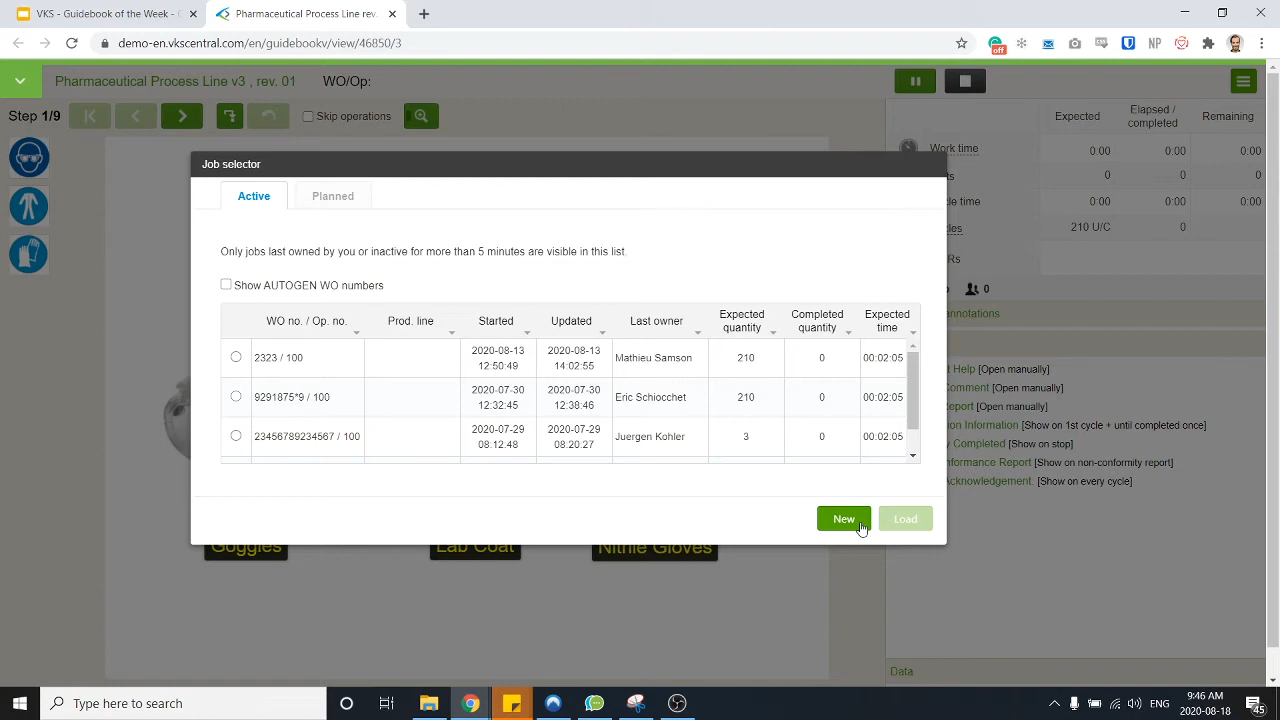 VKS - Guidebook of the Week -
Pharmaceutical Process Line rev.
demo-en.vkscentral.com/en/guidebookv/view/46850/3
off
NP
Pharmaceutical Process Line v3 , rev. 01 WO/Op:
Step 1/9
Skip operations
Expected
Elapsed / completed
Remaining
Work time 0:00 0:00 0:00
0 0 0
cle time 0:00 0:00 0:00
210 U/C 0
Rs
0
nnotations
t Help [Open manually]
Comment [Open manually]
Report [Open manually]
on Information [Show on 1st cycle + until completed once]
y Completed [Show on stop]
nformance Report [Show on non-conformity report]
Acknowledgement. [Show on every cycle]
Data
Job selector
Active Planned
Only jobs last owned by you or inactive for more than 5 minutes are visible in this list.
Show AUTOGEN WO numbers
WO no. / Op. no. Prod. line Started Updated Last owner Expected quantity Completed quantity Expected time
2323 / 100 2020-08-13 12:50:49 2020-08-13 14:02:55 Mathieu Samson 210 0 00:02:05
9291875*9 / 100 2020-07-30 12:32:45 2020-07-30 12:38:46 Eric Schiocchet 210 0 00:02:05
23456789234567 / 100 2020-07-29 08:12:48 2020-07-29 08:20:27 Juergen Kohler 3 0 00:02:05
New Load
Goggles Lab Coat Nitrile Gloves
Type here to search
ENG
9:46 AM
2020-08-18
45